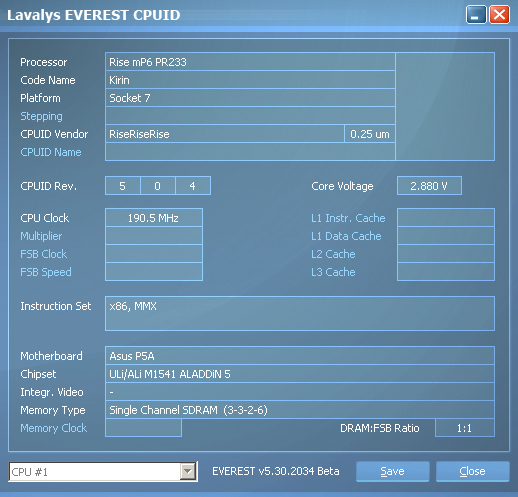 Lavalys EVEREST CPUID
Processor Rise mP6 PR233
Code Name Kirin
Platform Socket 7
Stepping
CPUID Vendor RiseRiseRise 0.25 um
CPUID Name
CPUID Rev. 5 0 4 Core Voltage 2.880 V
CPU Clock 190.5 MHz L1 Instr. Cache
Multiplier L1 Data Cache
FSB Clock L2 Cache
FSB Speed L3 Cache
Instruction Set x86, MMX
Motherboard Asus P5A
Chipset ULi/ALi M1541 ALADDiN 5
Integr. Video -
Memory Type Single Channel SDRAM (3-3-2-6)
Memory Clock DRAM:FSB Ratio 1:1
CPU #1 EVEREST v5.30.2034 Beta Save Close